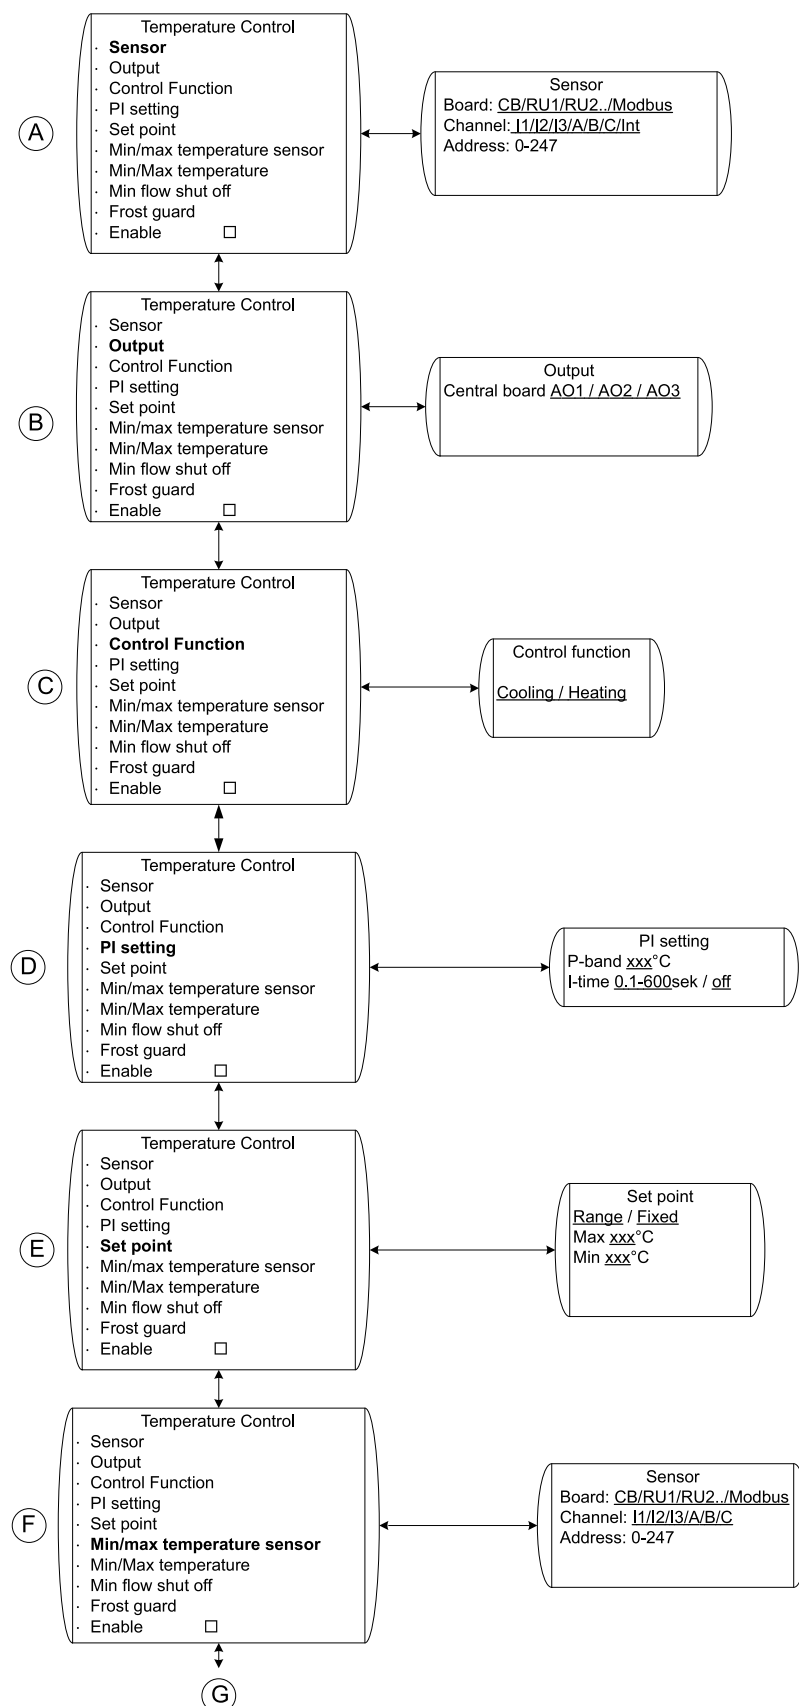 Temperature Control
· Sensor
· Output
· Control Function
· PI setting
· Set point
· Min/max temperature sensor
· Min/Max temperature
· Min flow shut off
· Frost guard
· Enable
A
Sensor
Board: CB/RU1/RU2../Modbus
Channel: I1/I2/I3/A/B/C/Int
Address: 0-247
Temperature Control
· Sensor
· Output
· Control Function
· PI setting
· Set point
· Min/max temperature sensor
· Min/Max temperature
· Min flow shut off
· Frost guard
· Enable
B
Output
Central board AO1 / AO2 / AO3
Temperature Control
· Sensor
· Output
· Control Function
· PI setting
· Set point
· Min/max temperature sensor
· Min/Max temperature
· Min flow shut off
· Frost guard
· Enable
C
Control function
Cooling / Heating
Temperature Control
· Sensor
· Output
· Control Function
· PI setting
· Set point
· Min/max temperature sensor
· Min/Max temperature
· Min flow shut off
· Frost guard
· Enable
D
PI setting
P-band xxx°C
I-time 0.1-600sek / off
Temperature Control
· Sensor
· Output
· Control Function
· PI setting
· Set point
· Min/max temperature sensor
· Min/Max temperature
· Min flow shut off
· Frost guard
· Enable
E
Set point
Range / Fixed
Max xxx°C
Min xxx°C
Temperature Control
· Sensor
· Output
· Control Function
· PI setting
· Set point
· Min/max temperature sensor
· Min/Max temperature
· Min flow shut off
· Frost guard
· Enable
F
Sensor
Board: CB/RU1/RU2../Modbus
Channel: I1/I2/I3/A/B/C
Address: 0-247
G